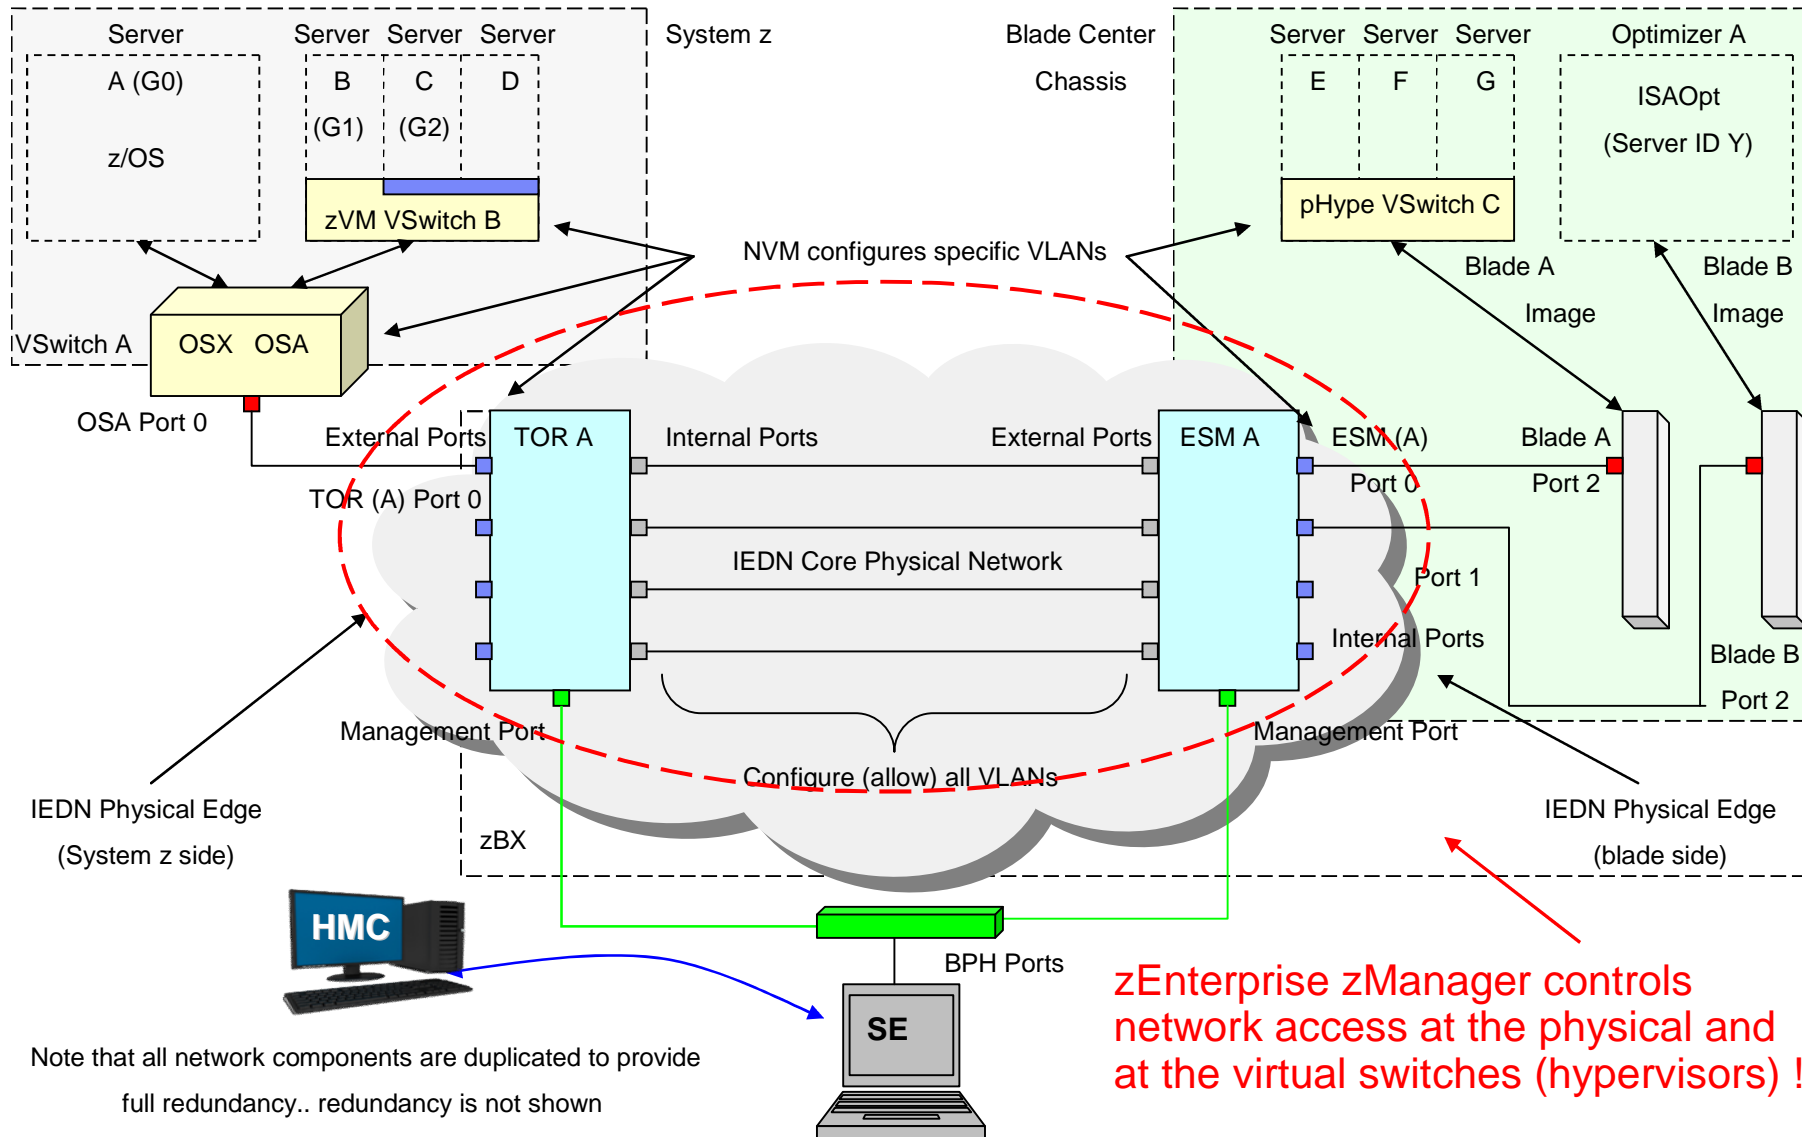 Server
Server
Server
Server
System z
Blade Center
Chassis
Server
Server
Server
Optimizer A
A (G0)
z/OS
B
(G1)
C
(G2)
D
E
F
G
ISAOpt
(Server ID Y)
zVM VSwitch B
pHype VSwitch C
NVM configures specific VLANs
Blade A
Image
Blade B
Image
VSwitch A
OSX OSA
OSA Port 0
External Ports
TOR A
Internal Ports
External Ports
ESM A
ESM (A)
Port 0
Blade A
Port 2
TOR (A) Port 0
IEDN Core Physical Network
Port 1
Internal Ports
Blade B
Port 2
Management Port
Management Port
Configure (allow) all VLANs
IEDN Physical Edge
(System z side)
zBX
IEDN Physical Edge
(blade side)
HMC
BPH Ports
SE
zEnterprise zManager controls
network access at the physical and
at the virtual switches (hypervisors) !
Note that all network components are duplicated to provide
full redundancy.. redundancy is not shown